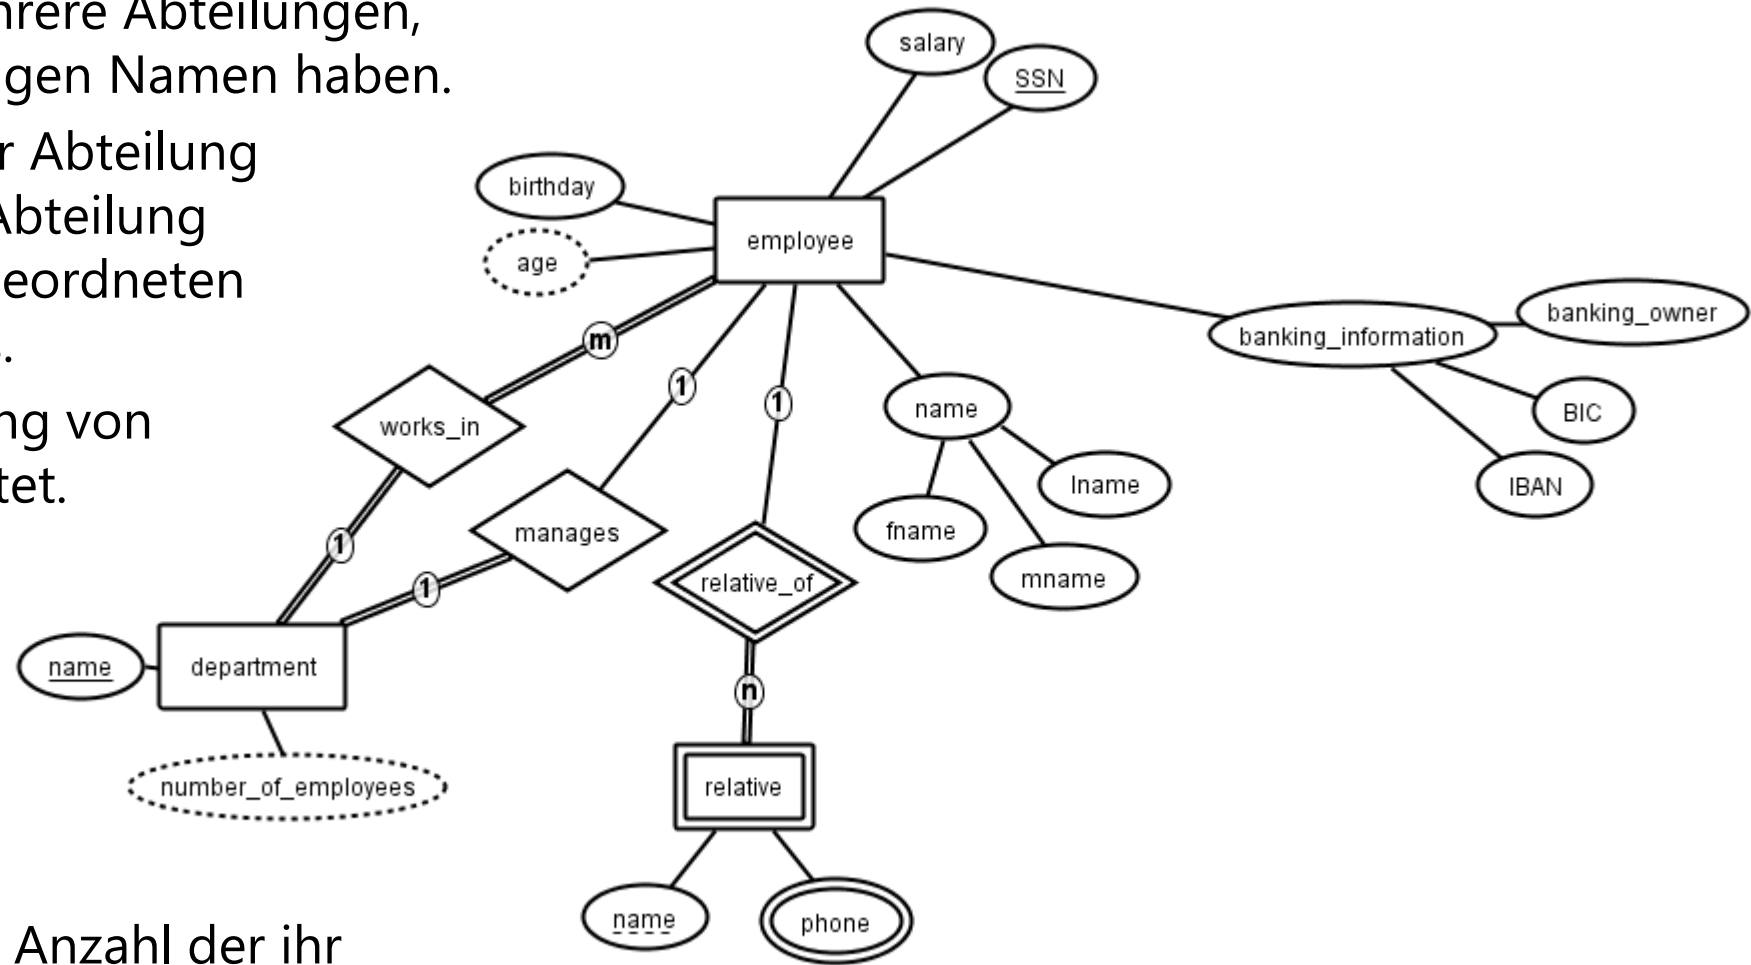 hrere Abteilungen,
gen Namen haben.
r Abteilung
Abteilung
eordneten
.
ng von
tet.
Anzahl der ihr
salary
SSN
birthday
employee
age
banking_owner
banking_information
m
1
1
name
BIC
works_in
lname
IBAN
manages
fname
1
mname
relative_of
1
name
department
n
number_of_employees
relative
name
phone